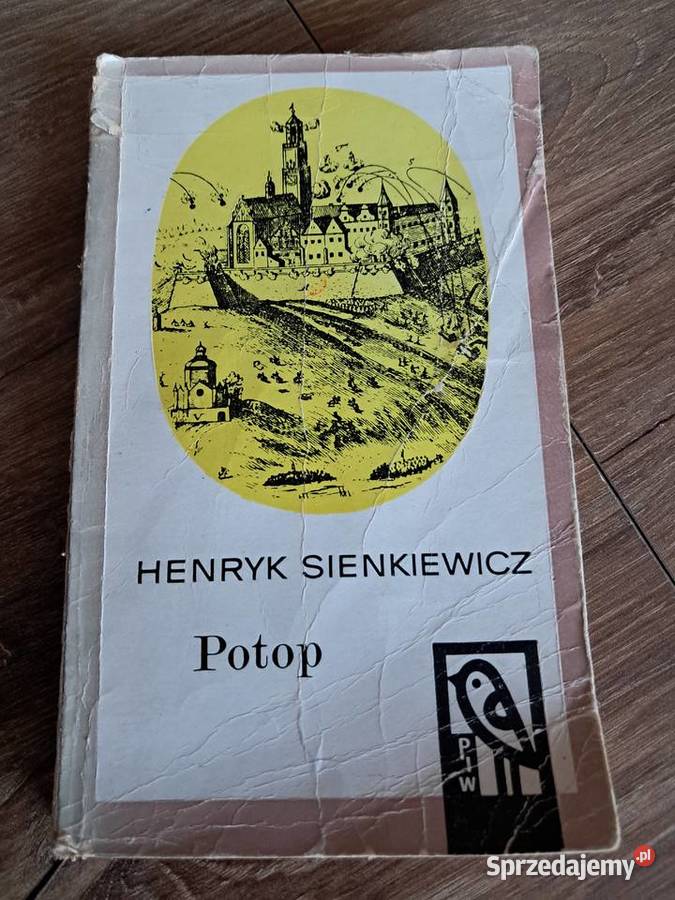 HENRYK SIENKIEWICZ
Potop
PIW
Sprzedajemy.pl